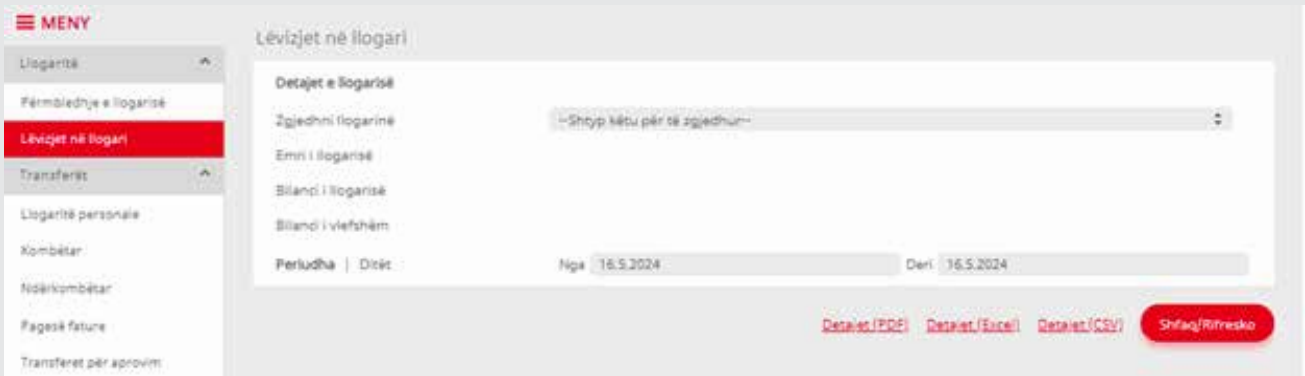 MENY
Llogaritë
Përmbledhje e llogarisë
Lëvizjet në llogari
Transferët
Llogaritë personale
Kombëtar
Ndërkombëtar
Pagesë fature
Transferet për aprovim
Lëvizjet në llogari
Detajet e llogarisë
Zgjedhni llogarinë --Shtyp këtu për të zgjedhur--
Emri i llogarisë
Bilanci i llogarisë
Bilanci i vlefshëm
Periudha | Ditët Nga 16.5.2024 Deri 16.5.2024
Detajet (PDF) Detajet (Excel) Detajet (CSV) Shfaq/Rifresko